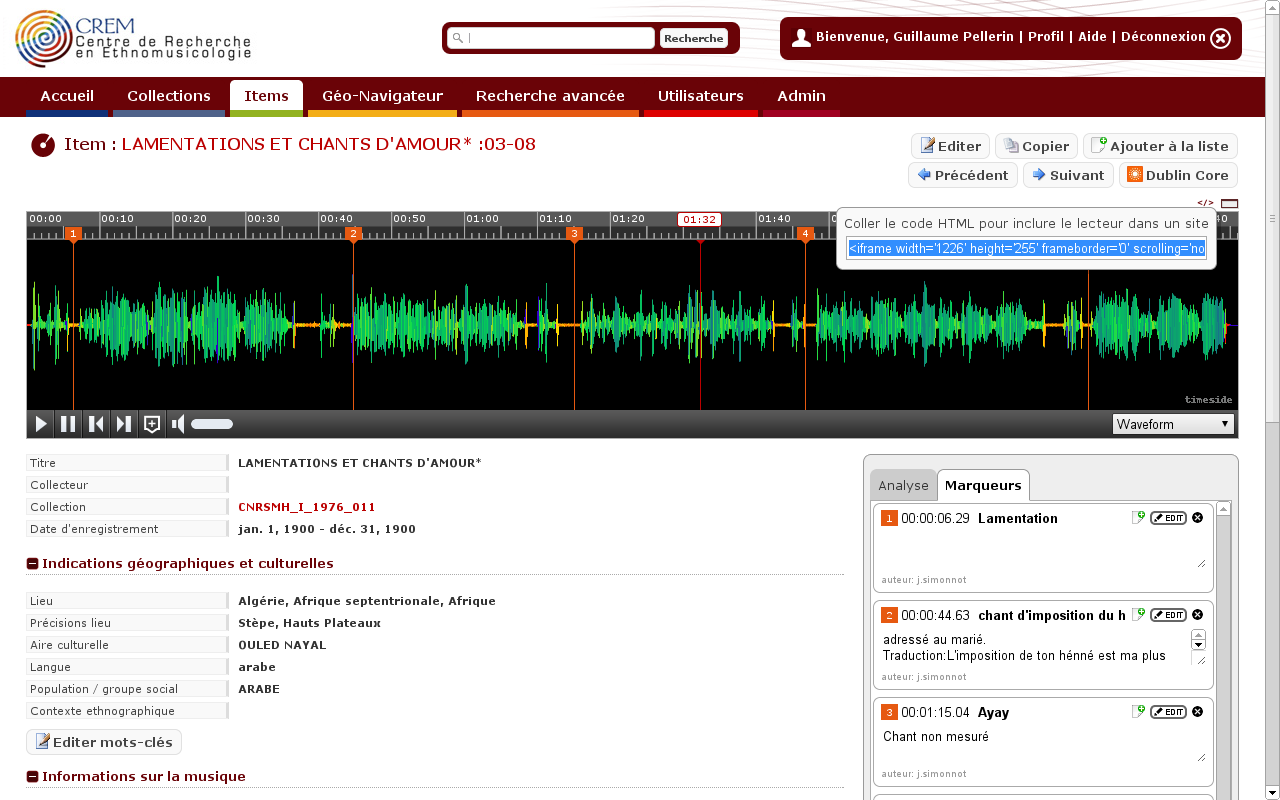 CREM
Centre de Recherche
en Ethnomusicologie
Recherche
Bienvenue, Guillaume Pellerin | Profil | Aide | Déconnexion
Accueil Collections Items Géo-Navigateur Recherche avancée Utilisateurs Admin
Item : LAMENTATIONS ET CHANTS D'AMOUR* :03-08
Editer Copier Ajouter à la liste
Précédent Suivant Dublin Core
</>
00:00 00:10 00:20 00:30 00:40 00:50 01:00 01:10 01:20 01:32 01:40
Coller le code HTML pour inclure le lecteur dans un site
<iframe width='1226' height='255' frameborder='0' scrolling='no
1 2 3 4
timeside
Waveform
Titre LAMENTATIONS ET CHANTS D'AMOUR*
Collecteur
Collection CNRSMH_I_1976_011
Date d'enregistrement jan. 1, 1900 - déc. 31, 1900
Indications géographiques et culturelles
Lieu Algérie, Afrique septentrionale, Afrique
Précisions lieu Stèpe, Hauts Plateaux
Aire culturelle OULED NAYAL
Langue arabe
Population / groupe social ARABE
Contexte ethnographique
Editer mots-clés
Informations sur la musique
Analyse Marqueurs
1 00:00:06.29 Lamentation EDIT
auteur: j.simonnot
2 00:00:44.63 chant d'imposition du h EDIT
adressé au marié.
Traduction:L'imposition de ton hénné est ma plus
auteur: j.simonnot
3 00:01:15.04 Ayay EDIT
Chant non mesuré
auteur: j.simonnot